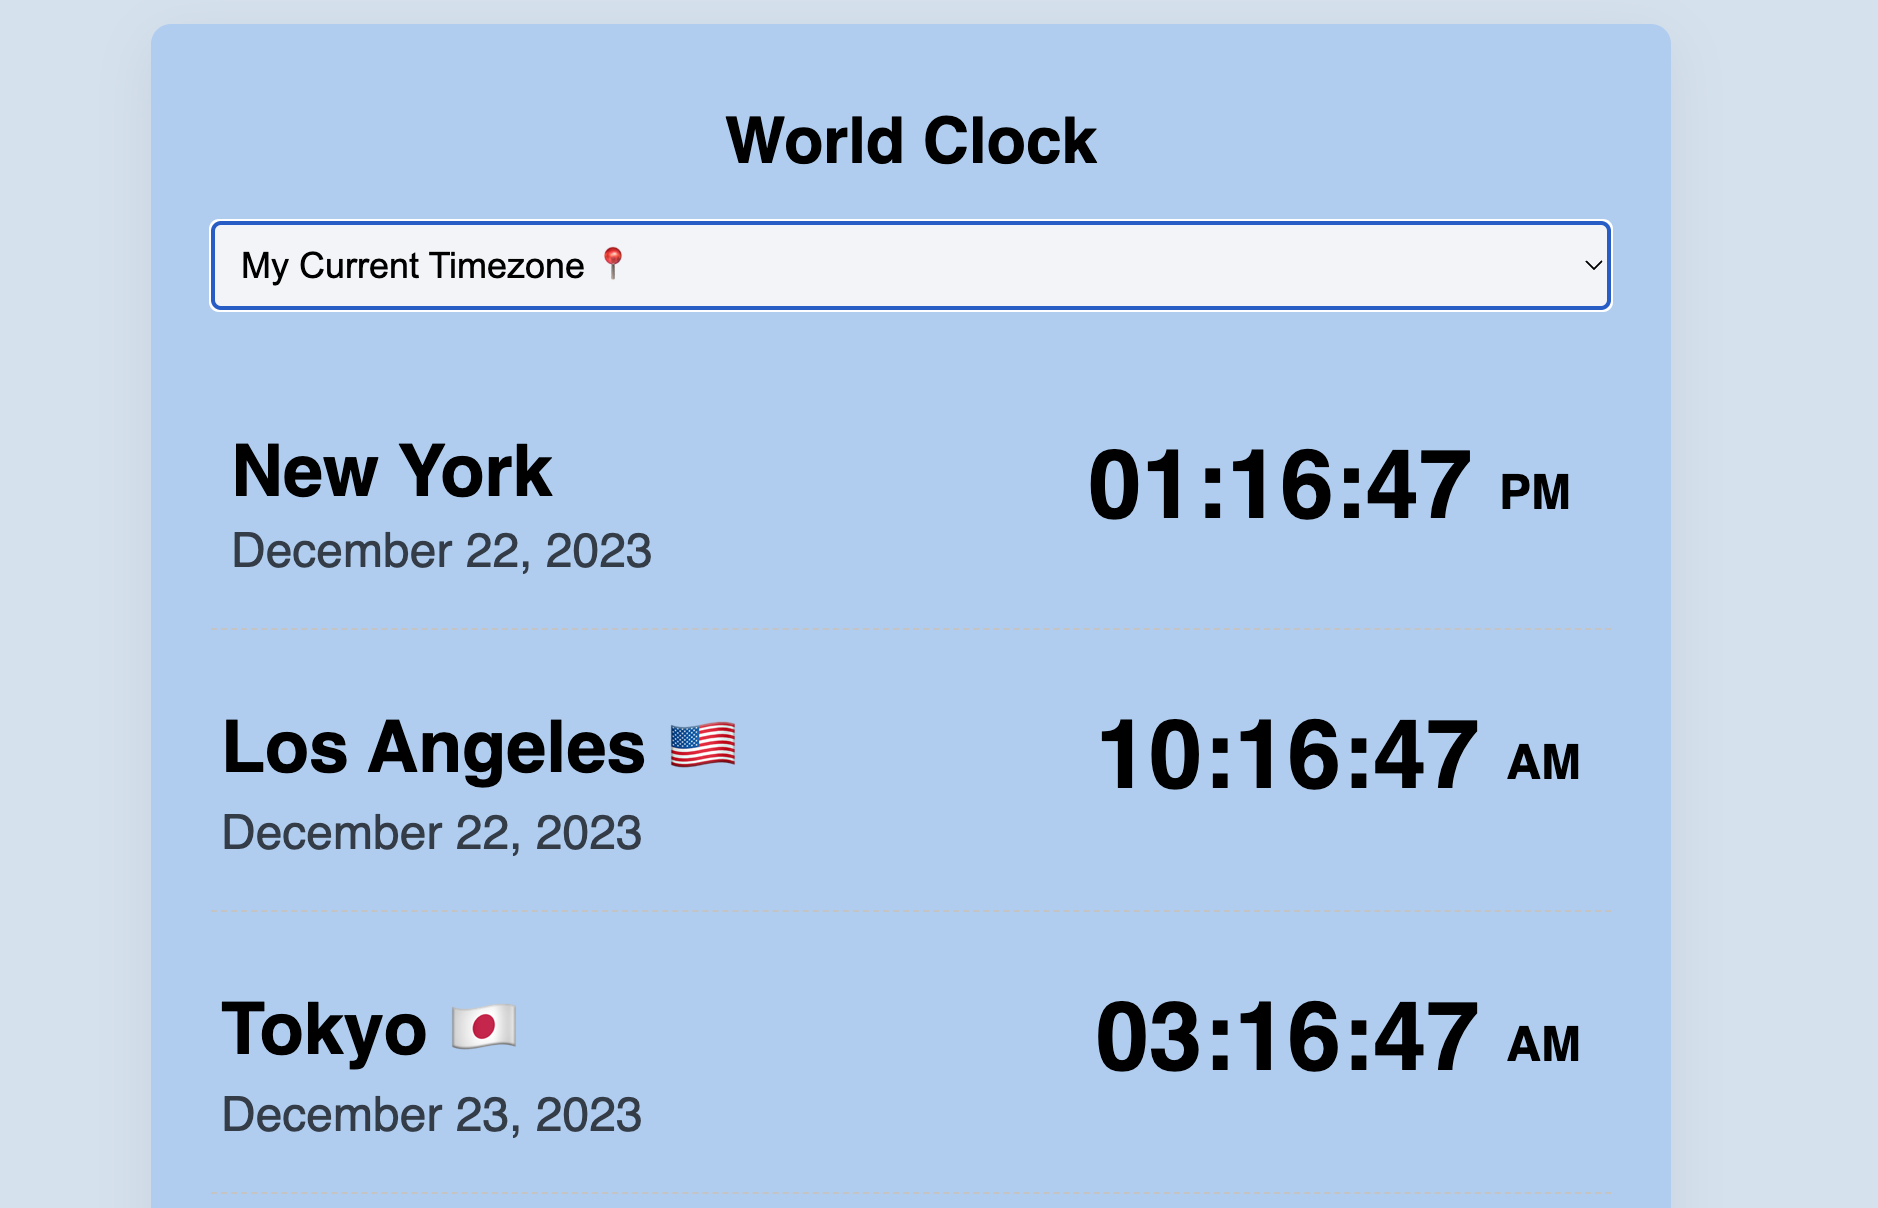 World Clock
My Current Timezone 📍
New York
01:16:47 PM
December 22, 2023
Los Angeles 🇺🇸
10:16:47 AM
December 22, 2023
Tokyo 🇯🇵
03:16:47 AM
December 23, 2023